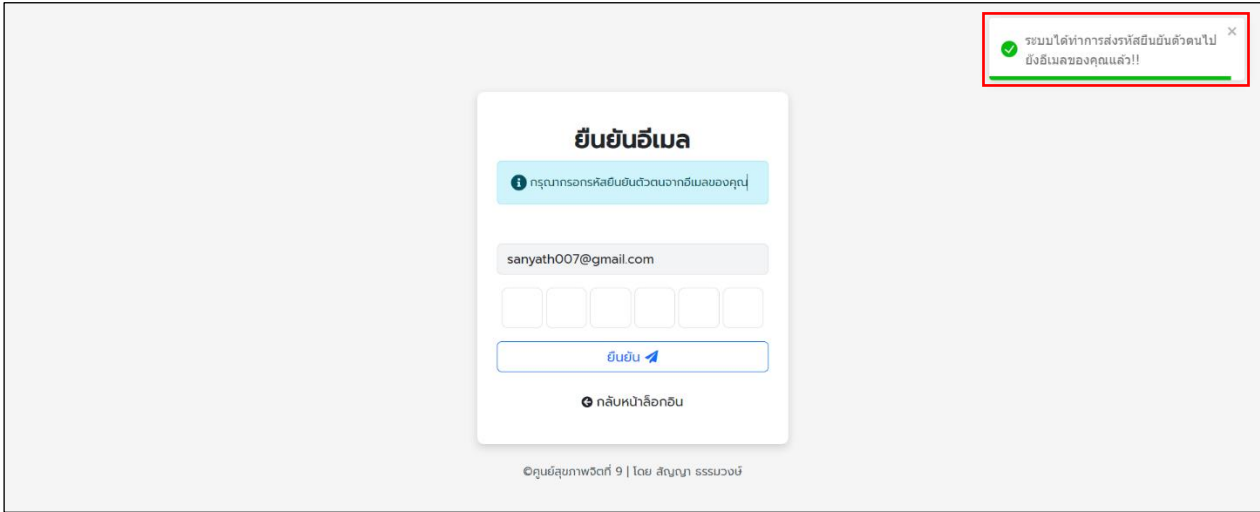 ระบบได้ทำการส่งรหัสยืนยันตัวตนไป
ยังอีเมลของคุณแล้ว!!
ยืนยันอีเมล
กรุณากรอกรหัสยืนยันตัวตนจากอีเมลของคุณ
sanyath007@gmail.com
ยืนยัน
กลับหน้าล็อกอิน
©ศูนย์สุขภาพจิตที่ 9 | โดย สัญญา ธรรมวงษ์